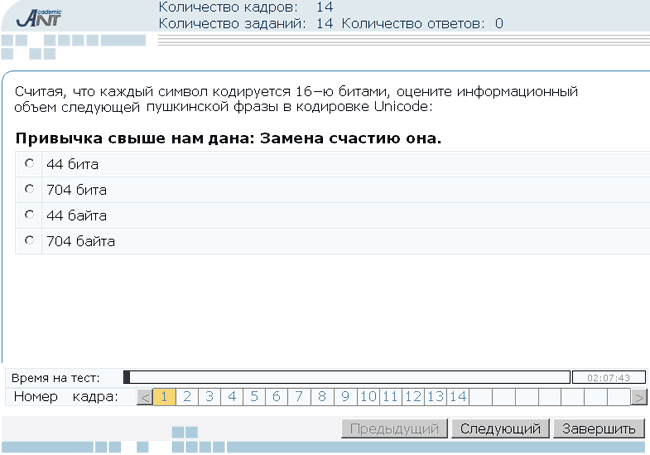 Academic
ANT
Количество кадров: 14
Количество заданий: 14 Количество ответов: 0
Считая, что каждый символ кодируется 16−ю битами, оцените информационный
объем следующей пушкинской фразы в кодировке Unicode:
Привычка свыше нам дана: Замена счастию она.
44 бита
704 бита
44 байта
704 байта
Время на тест: 02:07:43
Номер кадра: < 1 2 3 4 5 6 7 8 9 10 11 12 13 14 >
Предыдущий Следующий Завершить